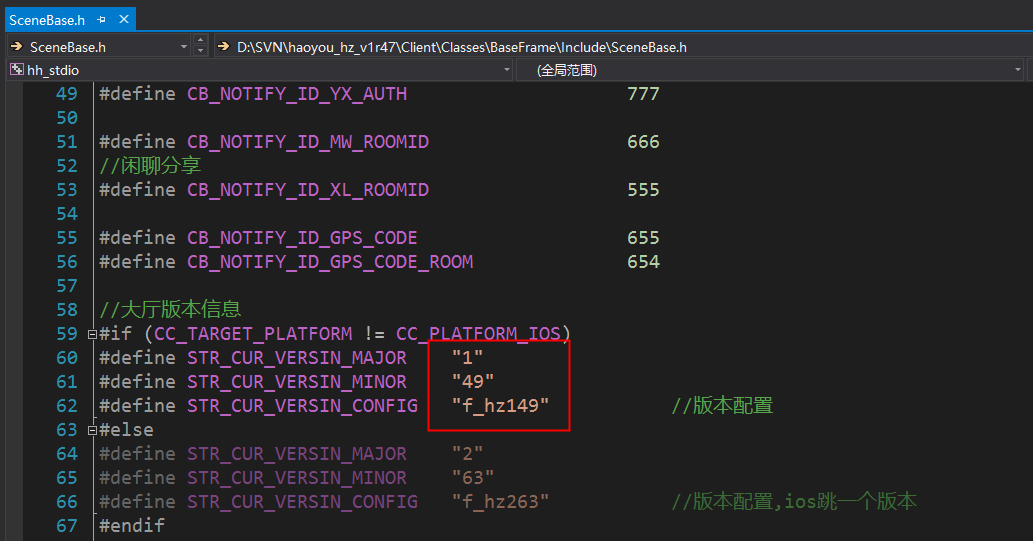 SceneBase.h
SceneBase.h
D:\SVN\haoyou_hz_v1r47\Client\Classes\BaseFrame\Include\SceneBase.h
hh_stdio
(全局范围)
49 #define CB_NOTIFY_ID_YX_AUTH 777
50
51 #define CB_NOTIFY_ID_MW_ROOMID 666
52 //闲聊分享
53 #define CB_NOTIFY_ID_XL_ROOMID 555
54
55 #define CB_NOTIFY_ID_GPS_CODE 655
56 #define CB_NOTIFY_ID_GPS_CODE_ROOM 654
57
58 //大厅版本信息
59 #if (CC_TARGET_PLATFORM != CC_PLATFORM_IOS)
60 #define STR_CUR_VERSIN_MAJOR "1"
61 #define STR_CUR_VERSIN_MINOR "49"
62 #define STR_CUR_VERSIN_CONFIG "f_hz149" //版本配置
63 #else
64 #define STR_CUR_VERSIN_MAJOR "2"
65 #define STR_CUR_VERSIN_MINOR "63"
66 #define STR_CUR_VERSIN_CONFIG "f_hz263" //版本配置,ios跳一个版本
67 #endif